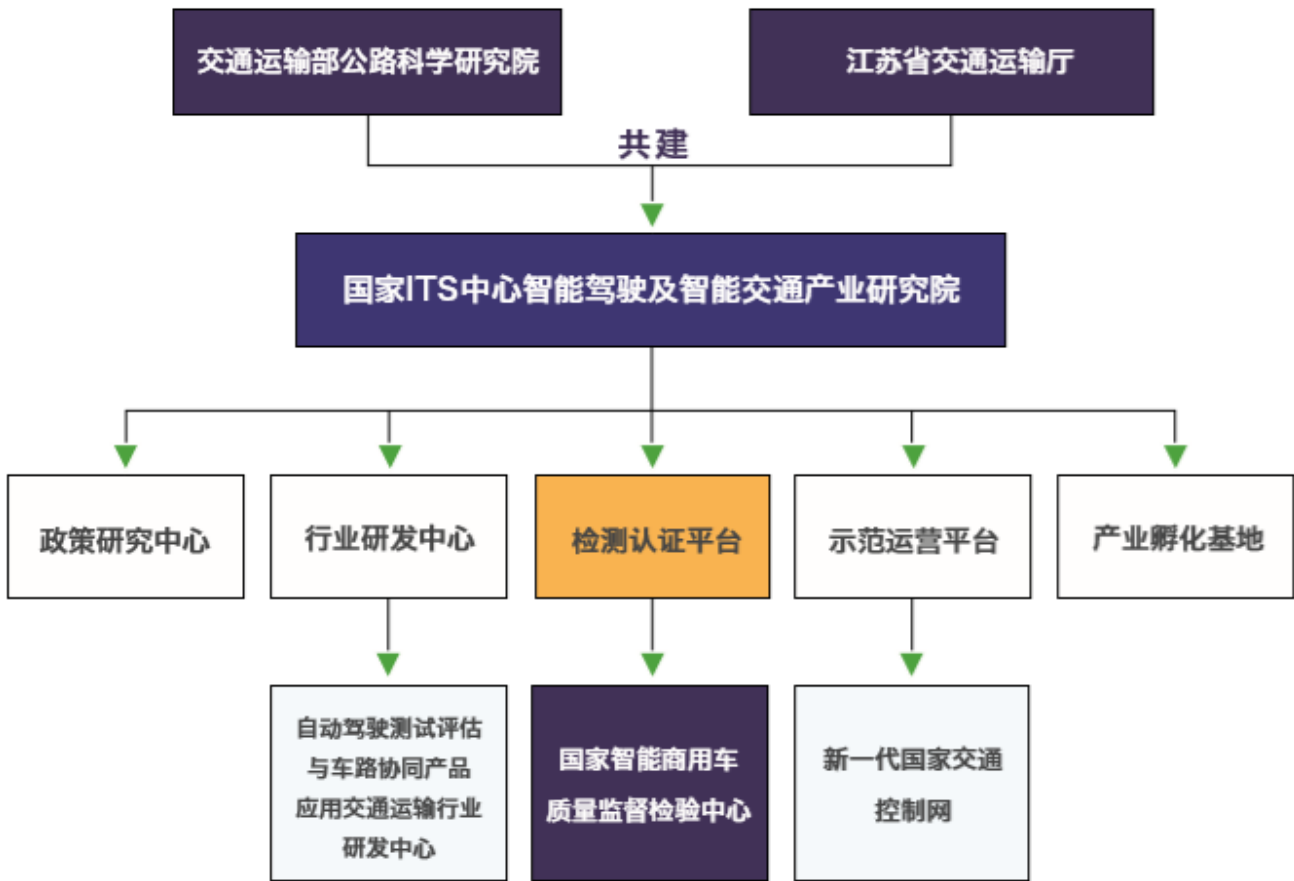 交通运输部公路科学研究院
江苏省交通运输厅
共建
国家ITS中心智能驾驶及智能交通产业研究院
政策研究中心
行业研发中心
检测认证平台
示范运营平台
产业孵化基地
自动驾驶测试评估
与车路协同产品
应用交通运输行业
研发中心
国家智能商用车
质量监督检验中心
新一代国家交通
控制网